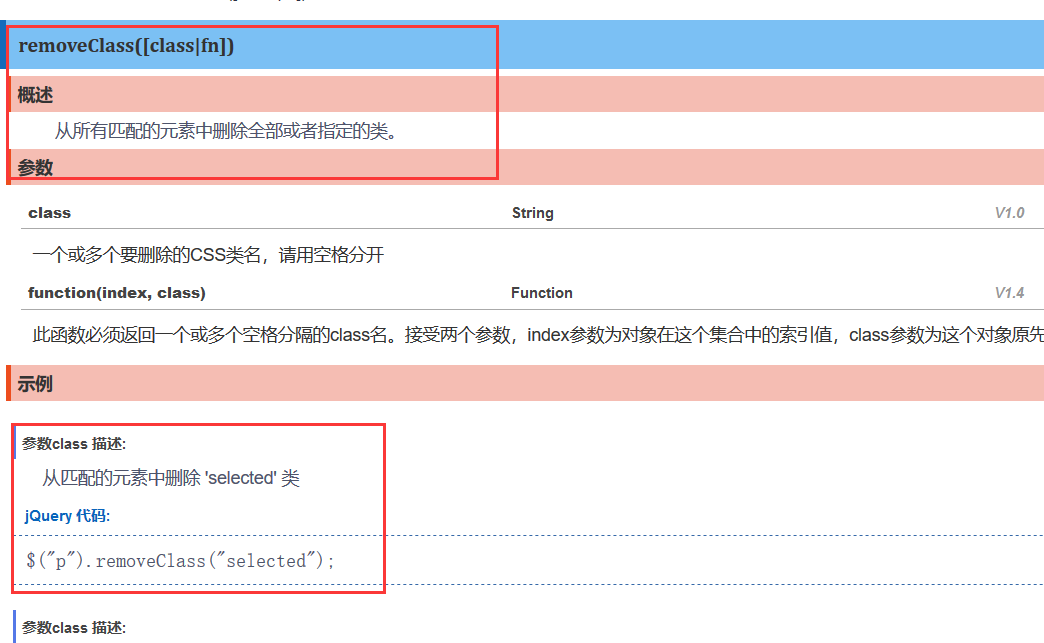 removeClass([class|fn])
概述
从所有匹配的元素中删除全部或者指定的类。
参数
class String V1.0
一个或多个要删除的CSS类名，请用空格分开
function(index, class) Function V1.4
此函数必须返回一个或多个空格分隔的class名。接受两个参数，index参数为对象在这个集合中的索引值，class参数为这个对象原先
示例
参数class 描述:
从匹配的元素中删除 'selected' 类
jQuery 代码:
$("p").removeClass("selected");
参数class 描述: